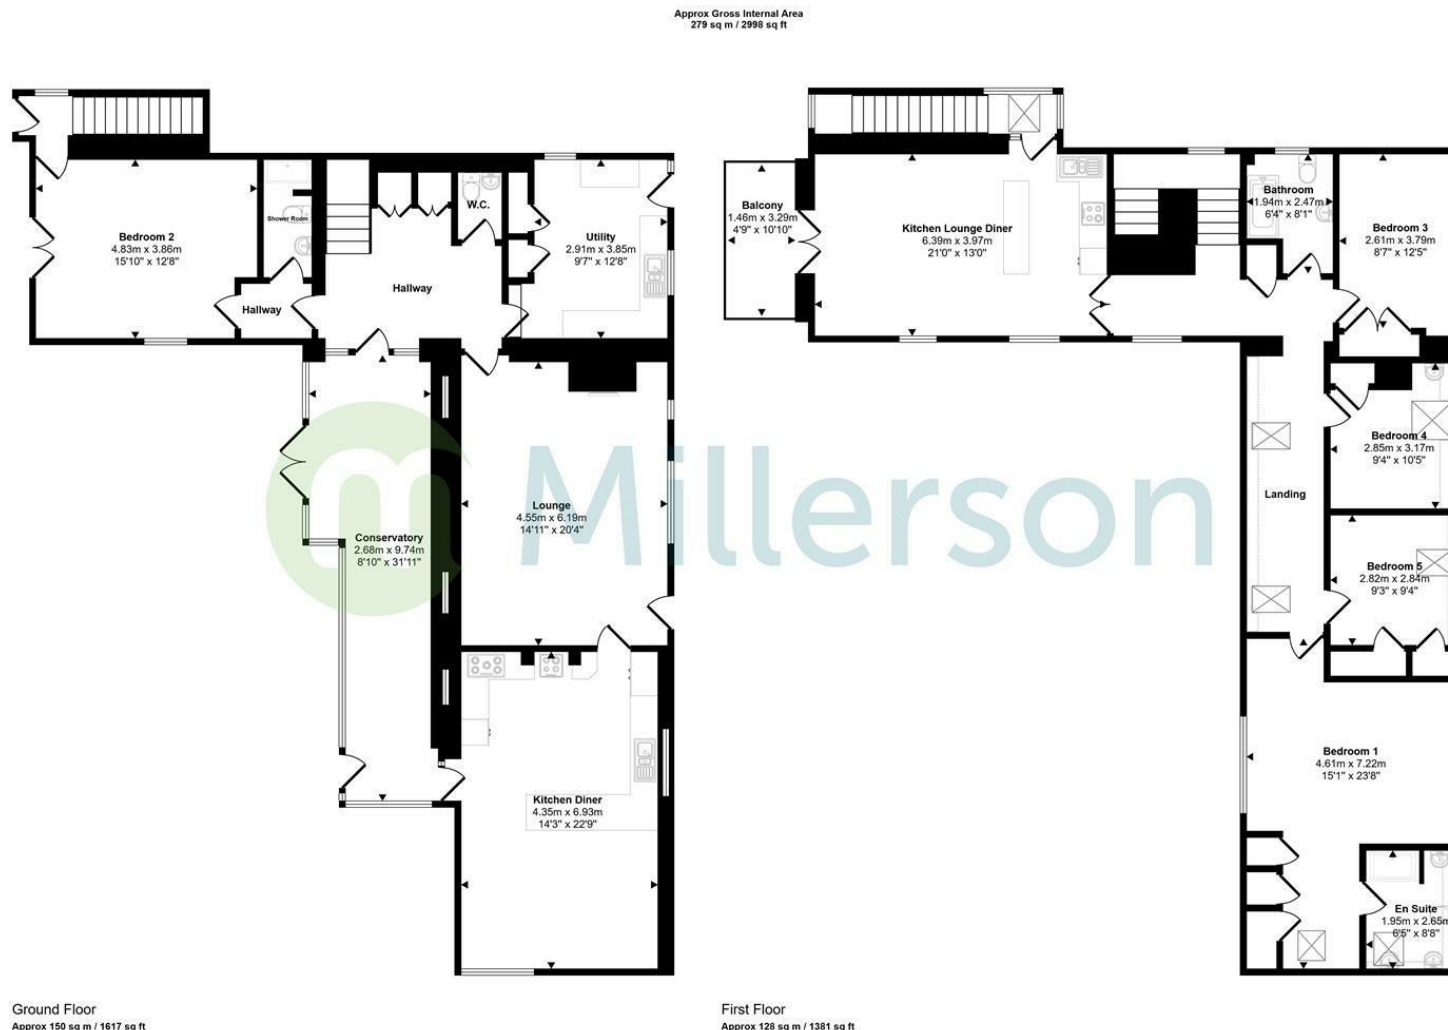 Approx Gross Internal Area
279 sq m / 2998 sq ft
Bedroom 2
4.83m x 3.86m
15'10" x 12'8"
Shower Room
Hallway
Hallway
W.C.
Utility
2.91m x 3.85m
9'7" x 12'8"
Lounge
4.55m x 6.19m
14'11" x 20'4"
Conservatory
2.68m x 9.74m
8'10" x 31'11"
Kitchen Diner
4.35m x 6.93m
14'3" x 22'9"
Ground Floor
Approx 150 sq m / 1617 sq ft
Balcony
1.46m x 3.29m
4'9" x 10'10"
Kitchen Lounge Diner
6.39m x 3.97m
21'0" x 13'0"
Bathroom
1.94m x 2.47m
6'4" x 8'1"
Bedroom 3
2.61m x 3.79m
8'7" x 12'5"
Bedroom 4
2.85m x 3.17m
9'4" x 10'5"
Landing
Bedroom 5
2.82m x 2.84m
9'3" x 9'4"
Bedroom 1
4.61m x 7.22m
15'1" x 23'8"
En Suite
1.95m x 2.65m
6'5" x 8'8"
First Floor
Approx 128 sq m / 1381 sq ft
m Millerson